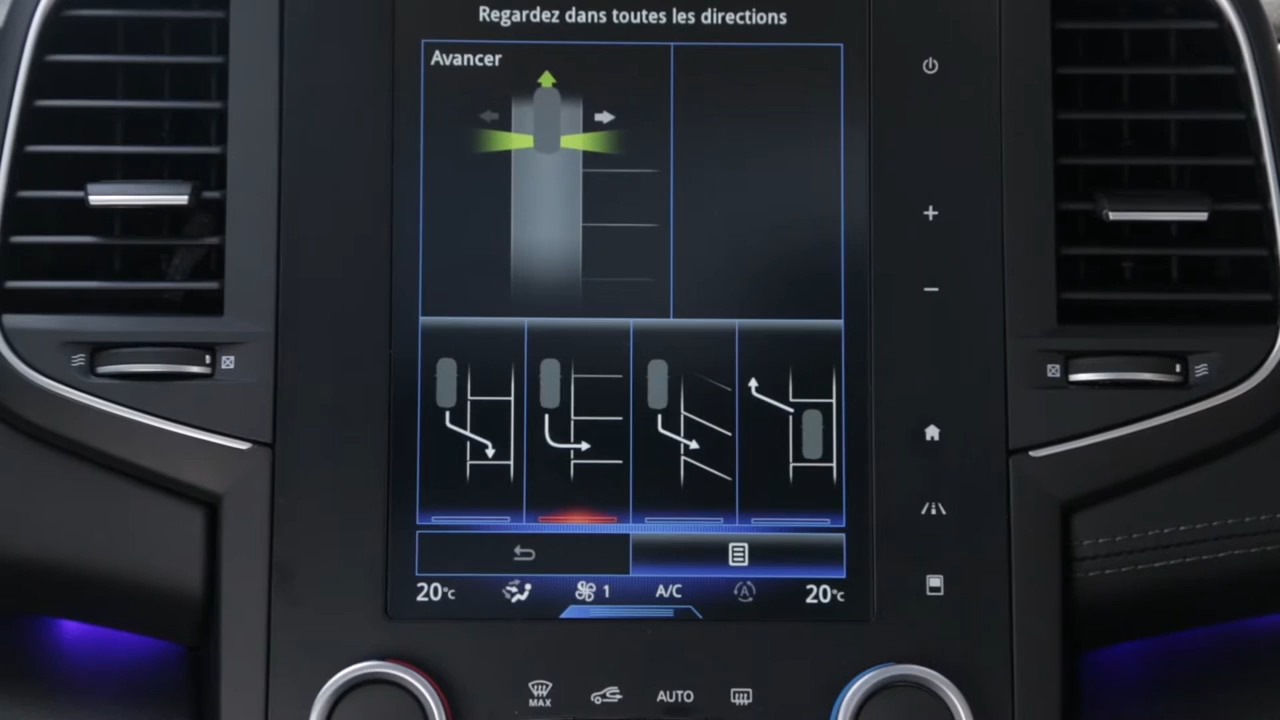 Regardez dans toutes les directions
Avancer
20°c
1
A/C
A
20°c
MAX
AUTO